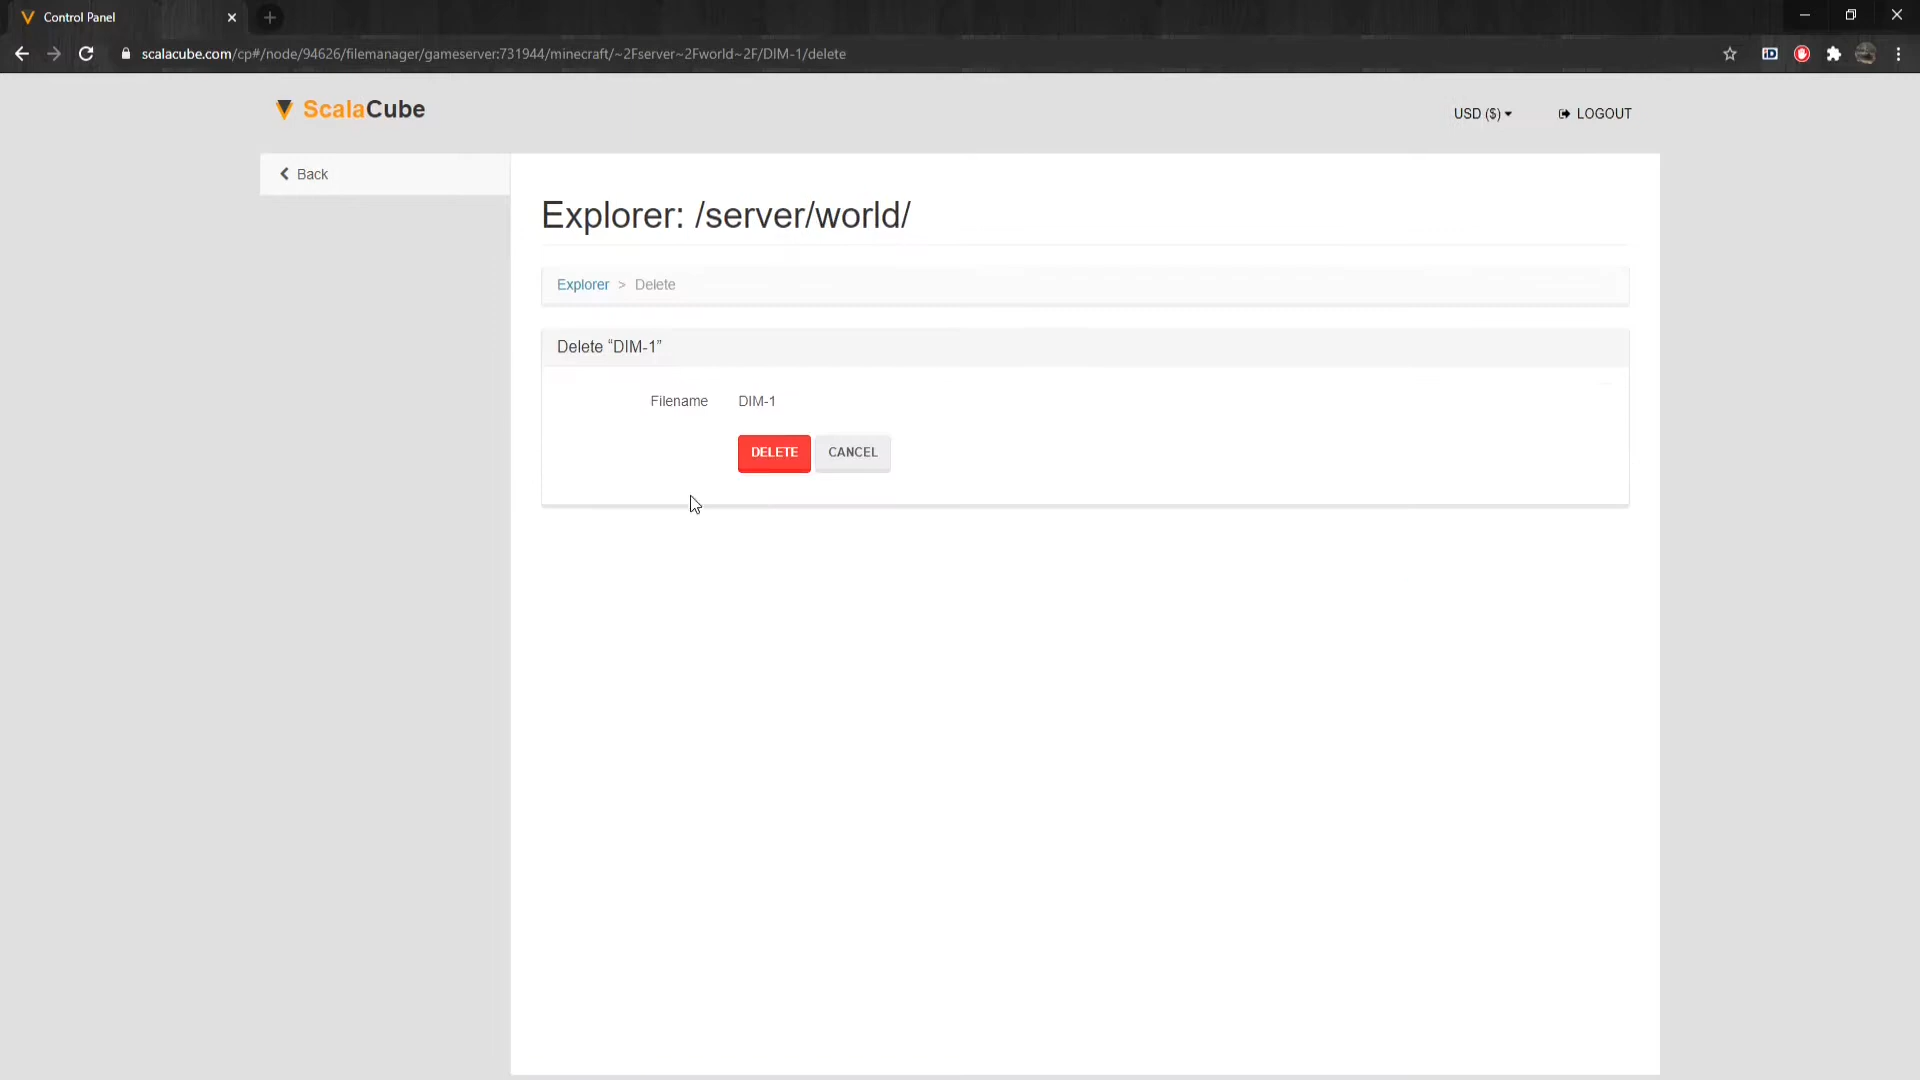 Control Panel
scalacube.com/cp#/node/94626/filemanager/gameserver:731944/minecraft/~2Fserver~2Fworld~2F/DIM-1/delete
ScalaCube
USD ($)
LOGOUT
Back
Explorer: /server/world/
Explorer > Delete
Delete “DIM-1”
Filename DIM-1
DELETE CANCEL